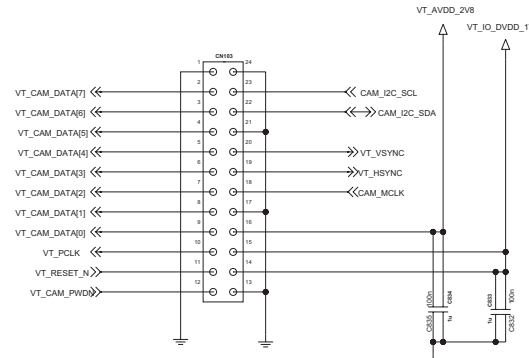 VT_AVDD_2V8
VT_IO_DVDD_1
CN103
1 24
2 23
VT_CAM_DATA[7] CAM_I2C_SCL
3 22
VT_CAM_DATA[6] CAM_I2C_SDA
4 21
VT_CAM_DATA[5]
5 20
VT_CAM_DATA[4] VT_VSYNC
6 19
VT_CAM_DATA[3] VT_HSYNC
7 18
VT_CAM_DATA[2] CAM_MCLK
8 17
VT_CAM_DATA[1]
9 16
VT_CAM_DATA[0]
10 15
VT_PCLK
11 14
VT_RESET_N
12 13
VT_CAM_PWDN
C835 100n
C834 1u
C833 1u
C832 100n